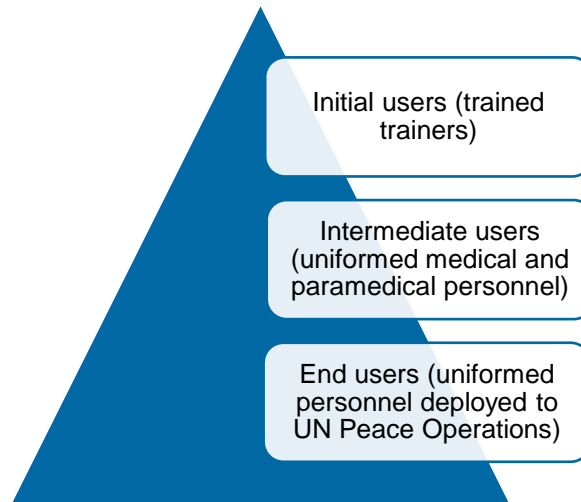 Initial users (trained
trainers)
Intermediate users
(uniformed medical and
paramedical personnel)
End users (uniformed
personnel deployed to
UN Peace Operations)